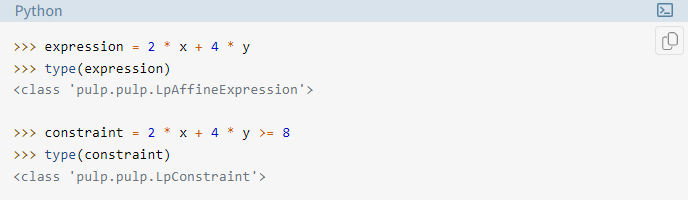 Python
>>> expression = 2 * x + 4 * y
>>> type(expression)
<class 'pulp.pulp.LpAffineExpression'>
>>> constraint = 2 * x + 4 * y >= 8
>>> type(constraint)
<class 'pulp.pulp.LpConstraint'>